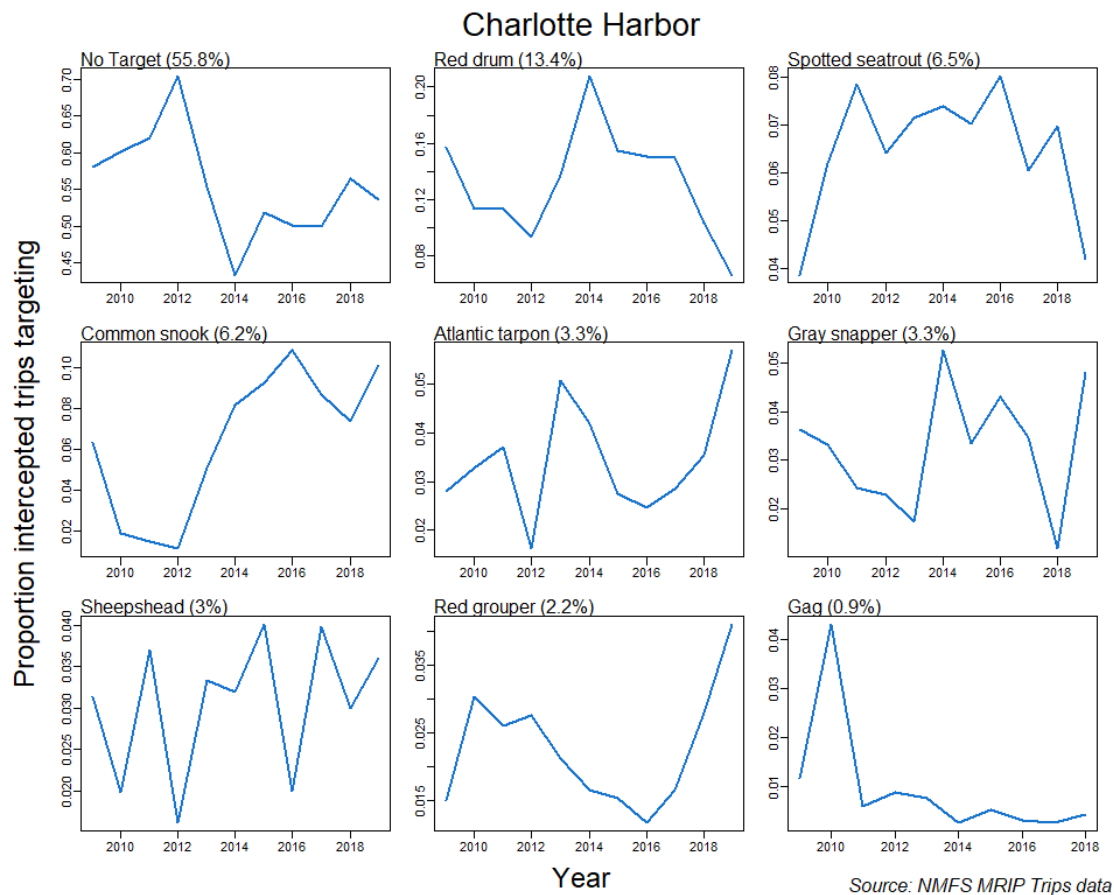 Charlotte Harbor
No Target (55.8%)
Red drum (13.4%)
Spotted seatrout (6.5%)
0.70
0.60
0.55
0.50
0.45
2010 2012 2014 2016 2018
0.20
0.16
0.12
0.08
2010 2012 2014 2016 2018
0.08
0.07
0.06
0.05
0.04
2010 2012 2014 2016 2018
Proportion intercepted trips targeting
Common snook (6.2%)
Atlantic tarpon (3.3%)
Gray snapper (3.3%)
0.10
0.08
0.06
0.04
0.02
2010 2012 2014 2016 2018
0.05
0.04
0.03
0.02
2010 2012 2014 2016 2018
0.05
0.04
0.03
0.02
2010 2012 2014 2016 2018
Sheepshead (3%)
Red grouper (2.2%)
Gag (0.9%)
0.040
0.035
0.030
0.025
0.020
2010 2012 2014 2016 2018
0.035
0.025
0.015
2010 2012 2014 2016 2018
0.04
0.03
0.02
0.01
2010 2012 2014 2016 2018
Year
Source: NMFS MRIP Trips data